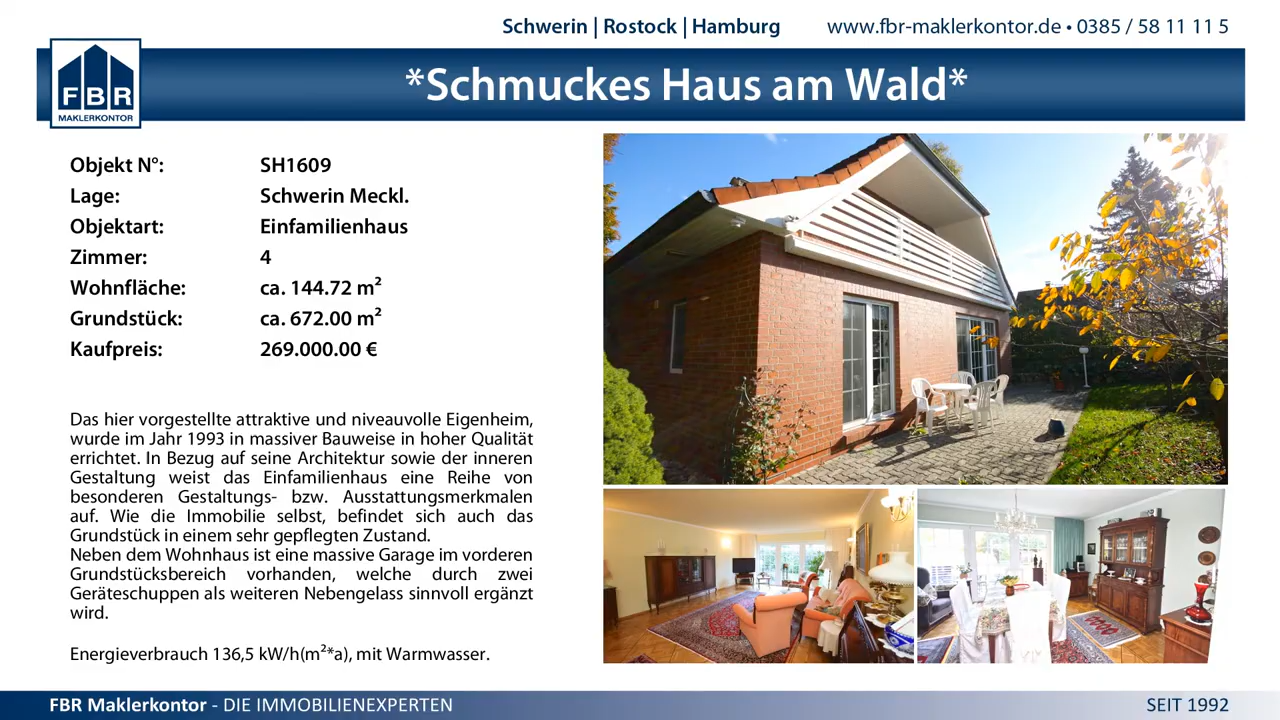 Schwerin | Rostock | Hamburg www.fbr-maklerkontor.de • 0385 / 58 11 11 5
FBR
MAKLERKONTOR
*Schmuckes Haus am Wald*
Objekt N°: SH1609
Lage: Schwerin Meckl.
Objektart: Einfamilienhaus
Zimmer: 4
Wohnfläche: ca. 144.72 m²
Grundstück: ca. 672.00 m²
Kaufpreis: 269.000.00 €
Das hier vorgestellte attraktive und niveauvolle Eigenheim,
wurde im Jahr 1993 in massiver Bauweise in hoher Qualität
errichtet. In Bezug auf seine Architektur sowie der inneren
Gestaltung weist das Einfamilienhaus eine Reihe von
besonderen Gestaltungs- bzw. Ausstattungsmerkmalen
auf. Wie die Immobilie selbst, befindet sich auch das
Grundstück in einem sehr gepflegten Zustand.
Neben dem Wohnhaus ist eine massive Garage im vorderen
Grundstücksbereich vorhanden, welche durch zwei
Geräteschuppen als weiteren Nebengelass sinnvoll ergänzt
wird.
Energieverbrauch 136,5 kW/h(m²*a), mit Warmwasser.
FBR Maklerkontor - DIE IMMOBILIENEXPERTEN SEIT 1992